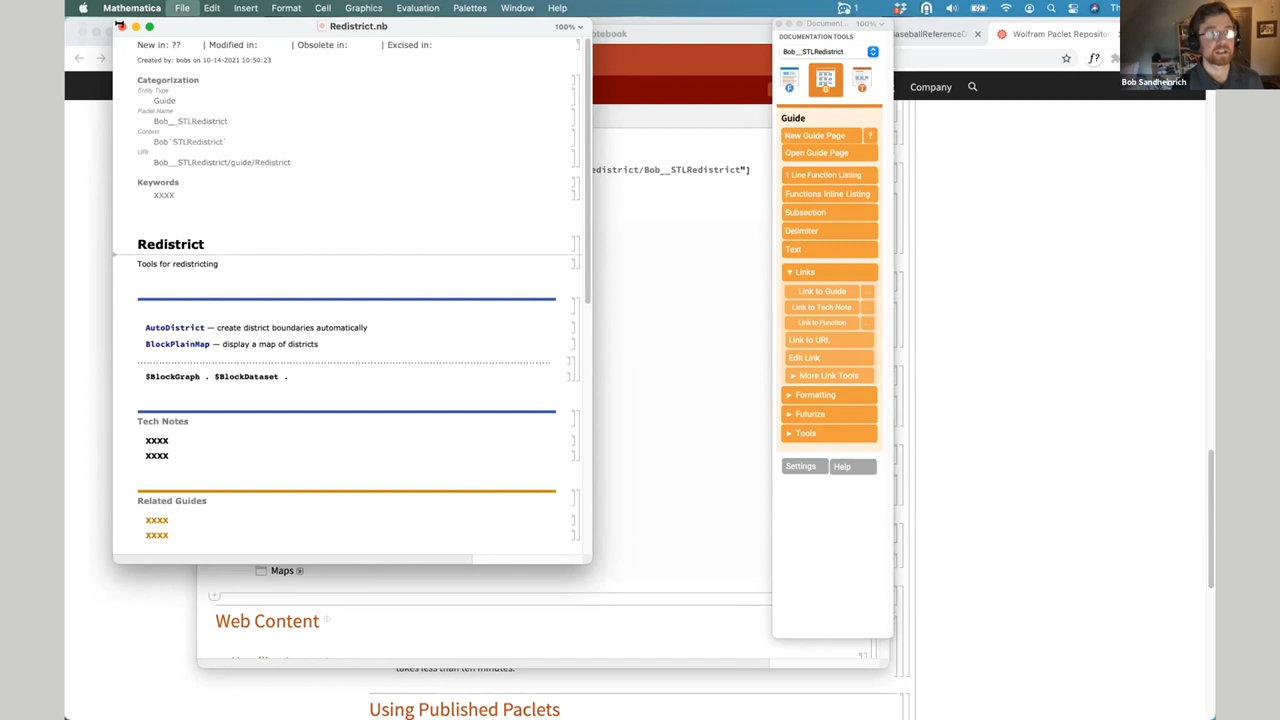 Mathematica File Edit Insert Format Cell Graphics Evaluation Palettes Window Help
Redistrict.nb 100%
New in: ?? | Modified in: | Obsolete in: | Excised in:
Created by: bobs on 10-14-2021 10:50:23
Categorization
Entity Type
Guide
Paclet Name
Bob__STLRedistrict
Context
Bob`STLRedistrict`
URI
Bob__STLRedistrict/guide/Redistrict
Keywords
XXXX
Redistrict
Tools for redistricting
AutoDistrict — create district boundaries automatically
BlockPlainMap — display a map of districts
$BlockGraph . $BlockDataset .
Tech Notes
XXXX
XXXX
Related Guides
XXXX
XXXX
otebook
edistrict/Bob__STLRedistrict"]
Maps
Web Content
takes less than ten minutes.
Using Published Paclets
Document... 100%
DOCUMENTATION TOOLS
Bob__STLRedistrict
F G T
Guide
New Guide Page ?
Open Guide Page
1 Line Function Listing
Functions Inline Listing
Subsection
Delimiter
Text
▼ Links
Link to Guide ...
Link to Tech Note ...
Link to Function ...
Link to URL
Edit Link
► More Link Tools
► Formatting
► Futurize
► Tools
Settings Help
1
aseballReferenceD
Wolfram Paclet Repositor
f?
Company
Bob Sandheinrich